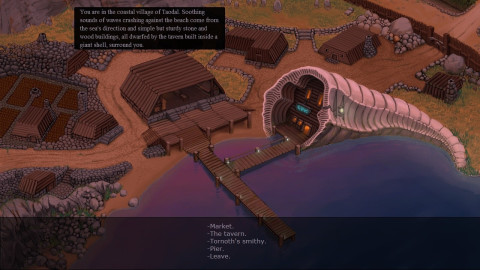 You are in the coastal village of Taodal. Soothing
sounds of waves crashing against the beach come from
the sea's direction and simple but sturdy stone and
wood buildings, all dwarfed by the tavern built inside a
giant shell, surround you.
-Market.
-The tavern.
-Tornoth's smithy.
-Pier.
-Leave.